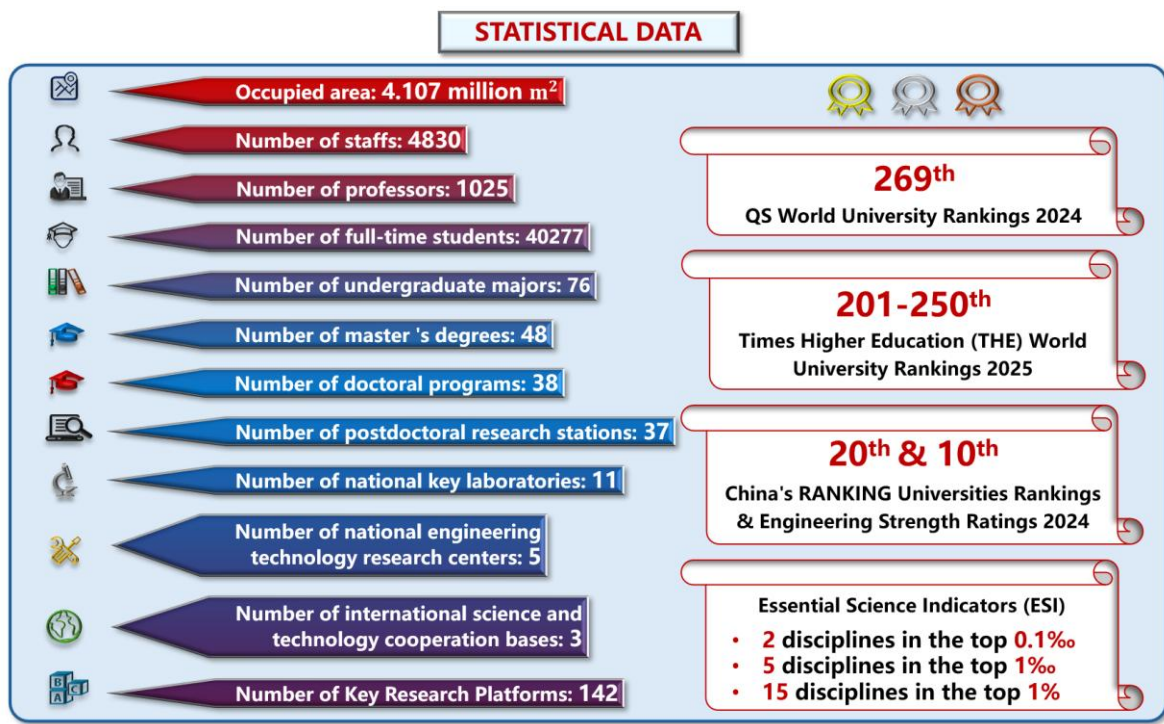 STATISTICAL DATA
Occupied area: 4.107 million m²
Number of staffs: 4830
Number of professors: 1025
Number of full-time students: 40277
Number of undergraduate majors: 76
Number of master 's degrees: 48
Number of doctoral programs: 38
Number of postdoctoral research stations: 37
Number of national key laboratories: 11
Number of national engineering
technology research centers: 5
Number of international science and
technology cooperation bases: 3
B
A C
Number of Key Research Platforms: 142
269th
QS World University Rankings 2024
201-250th
Times Higher Education (THE) World
University Rankings 2025
20th & 10th
China's RANKING Universities Rankings
& Engineering Strength Ratings 2024
Essential Science Indicators (ESI)
• 2 disciplines in the top 0.1‰
• 5 disciplines in the top 1‰
• 15 disciplines in the top 1%